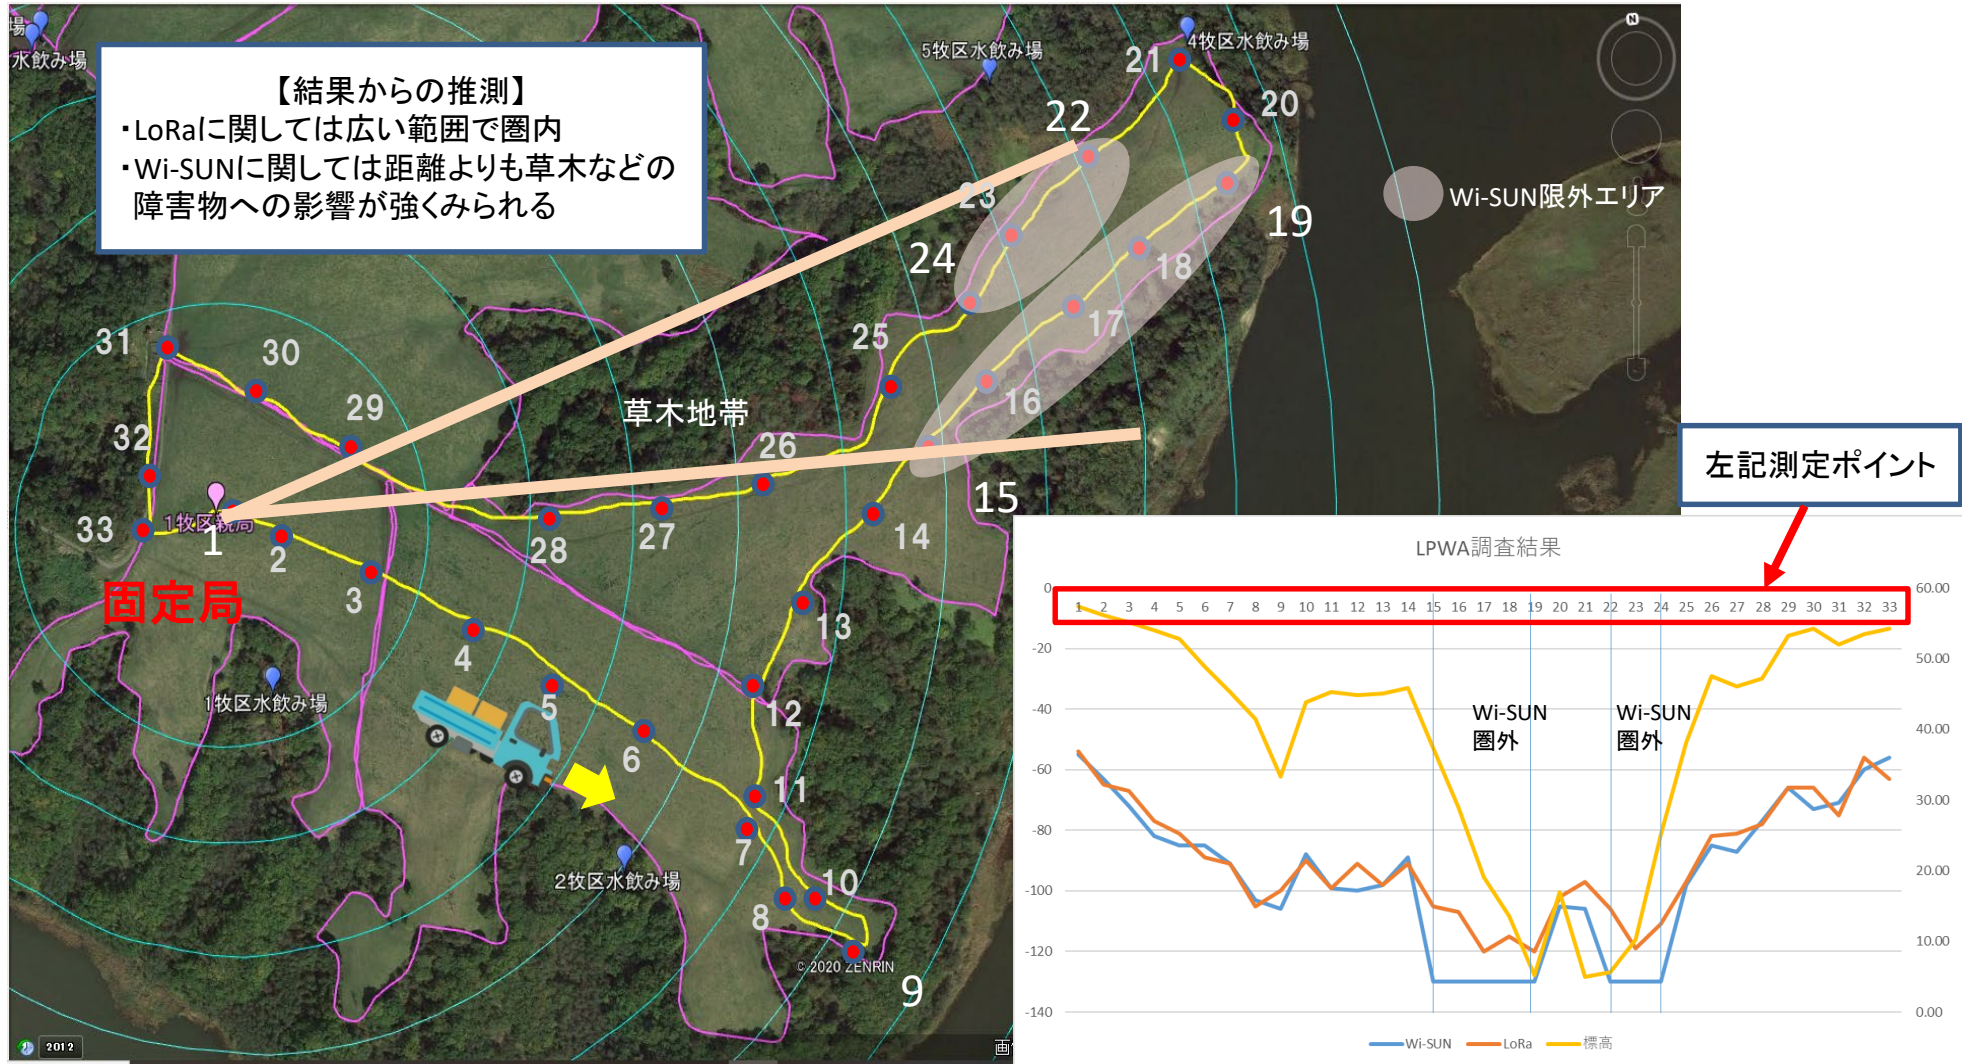 場
水飲み場
【結果からの推測】
・LoRaに関しては広い範囲で圏内
・Wi-SUNに関しては距離よりも草木などの
障害物への影響が強くみられる
5牧区水飲み場
4牧区水飲み場
N
21
20
22
23
24
19
18
17
16
25
Wi-SUN限外エリア
31
30
29
32
草木地帯
26
33
1牧区親局
1
2
3
28
27
15
14
固定局
13
4
5
12
1牧区水飲み場
6
11
7
2牧区水飲み場
10
8
9
© 2020 ZENRIN
2012
画
左記測定ポイント
LPWA調査結果
0
-20
-40
-60
-80
-100
-120
-140
1 2 3 4 5 6 7 8 9 10 11 12 13 14 15 16 17 18 19 20 21 22 23 24 25 26 27 28 29 30 31 32 33
60.00
50.00
40.00
30.00
20.00
10.00
0.00
Wi-SUN
圏外
Wi-SUN
圏外
Wi-SUN LoRa 標高